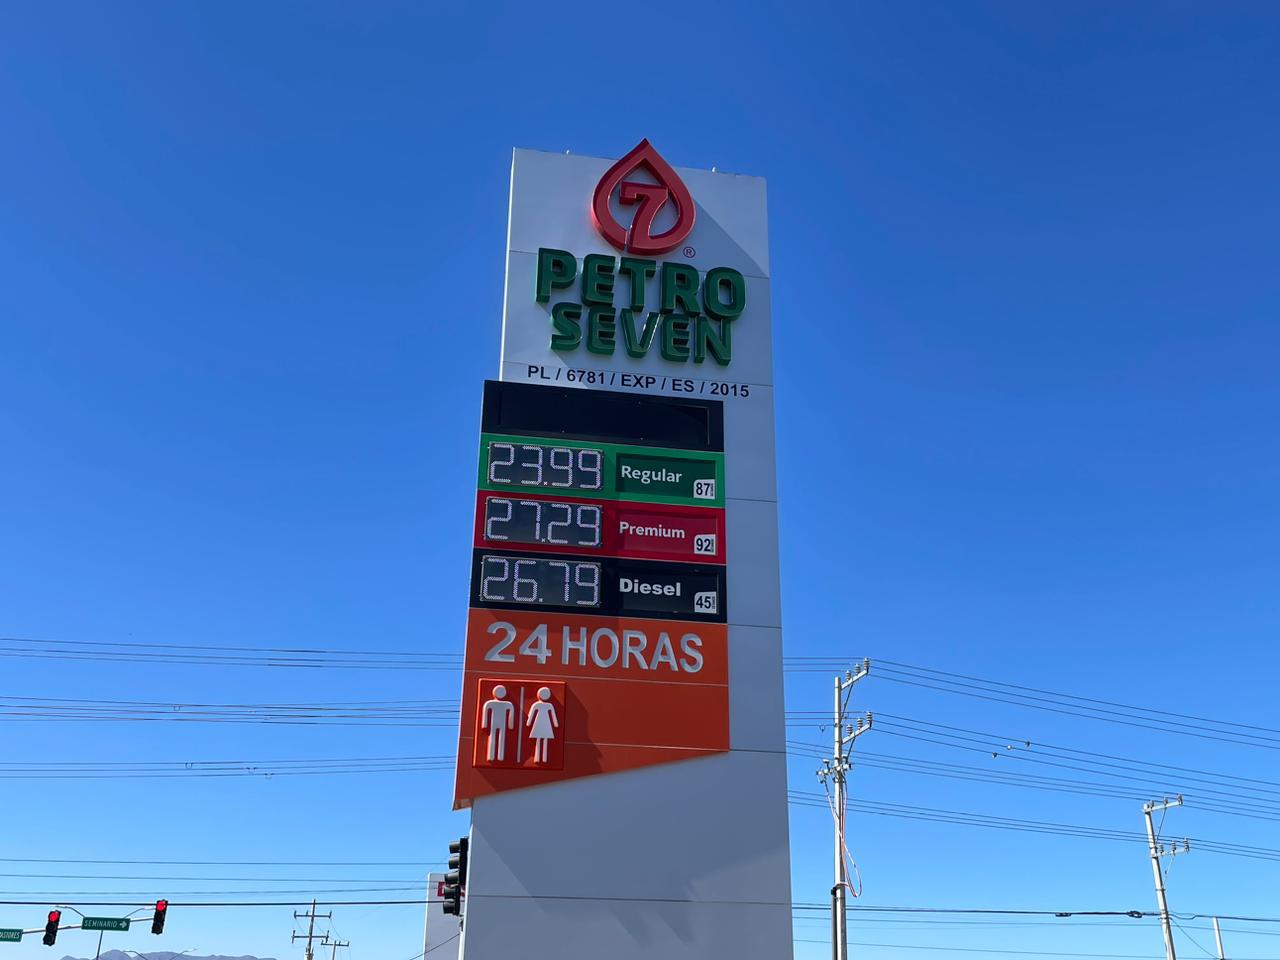 7
®
PETRO
SEVEN
PL / 6781 / EXP / ES / 2015
23.99 Regular 87
27.29 Premium 92
26.79 Diesel 45
24 HORAS
SEMINARIO